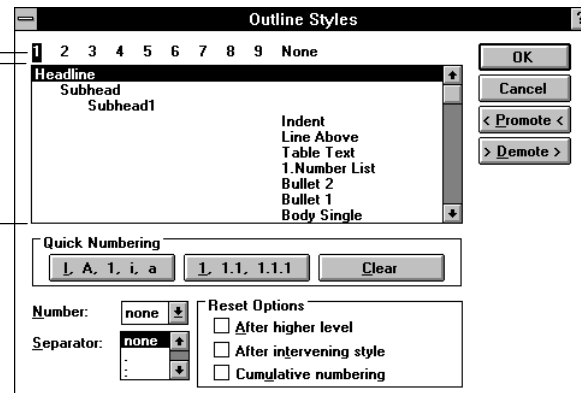 Outline Styles ?
1 2 3 4 5 6 7 8 9 None
Headline
Subhead
Subhead1
Indent
Line Above
Table Text
1.Number List
Bullet 2
Bullet 1
Body Single
OK
Cancel
< Promote <
> Demote >
Quick Numbering
I, A, 1, i, a 1, 1.1, 1.1.1 Clear
Number: none
Separator: none
.
:
Reset Options
After higher level
After intervening style
Cumulative numbering